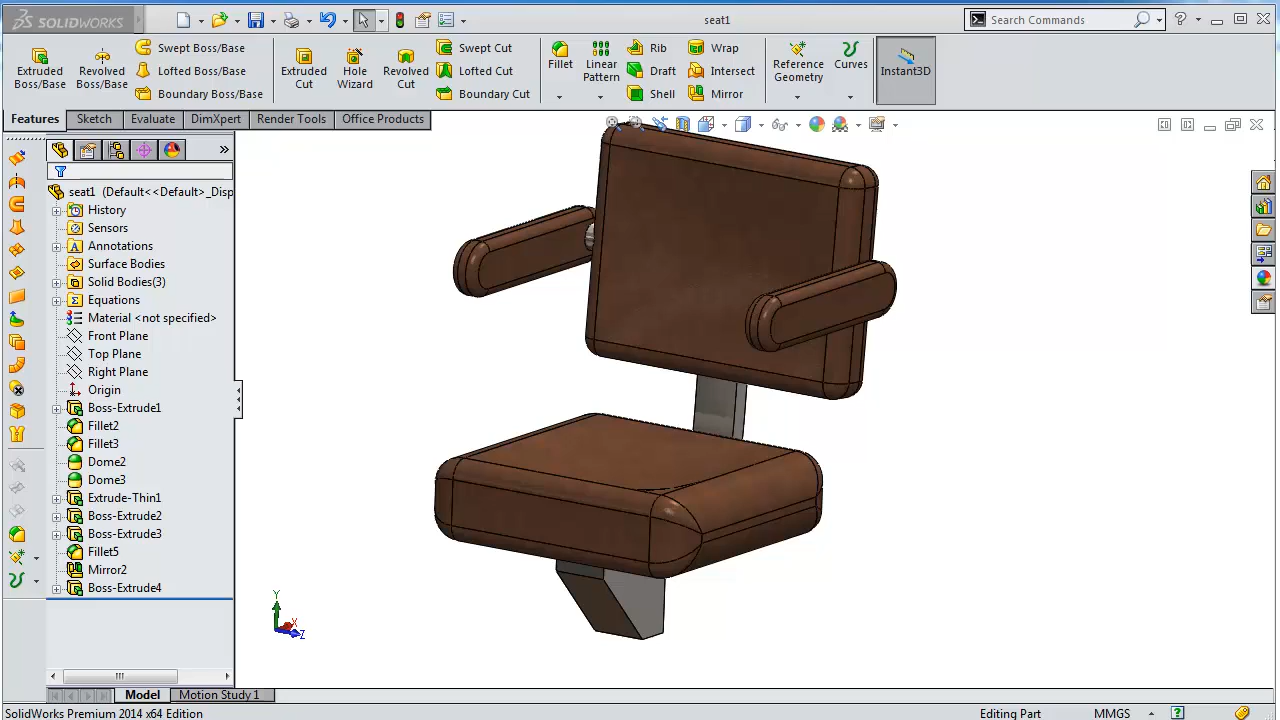 SOLIDWORKS
seat1
Search Commands
Extruded Boss/Base
Revolved Boss/Base
Swept Boss/Base
Lofted Boss/Base
Boundary Boss/Base
Extruded Cut
Hole Wizard
Revolved Cut
Swept Cut
Lofted Cut
Boundary Cut
Fillet
Linear Pattern
Rib
Draft
Shell
Wrap
Intersect
Mirror
Reference Geometry
Curves
Instant3D
Features
Sketch
Evaluate
DimXpert
Render Tools
Office Products
seat1 (Default<<Default>_Disp
History
Sensors
Annotations
Surface Bodies
Solid Bodies(3)
Equations
Material <not specified>
Front Plane
Top Plane
Right Plane
Origin
Boss-Extrude1
Fillet2
Fillet3
Dome2
Dome3
Extrude-Thin1
Boss-Extrude2
Boss-Extrude3
Fillet5
Mirror2
Boss-Extrude4
Y
X
Z
Model
Motion Study 1
SolidWorks Premium 2014 x64 Edition
Editing Part
MMGS